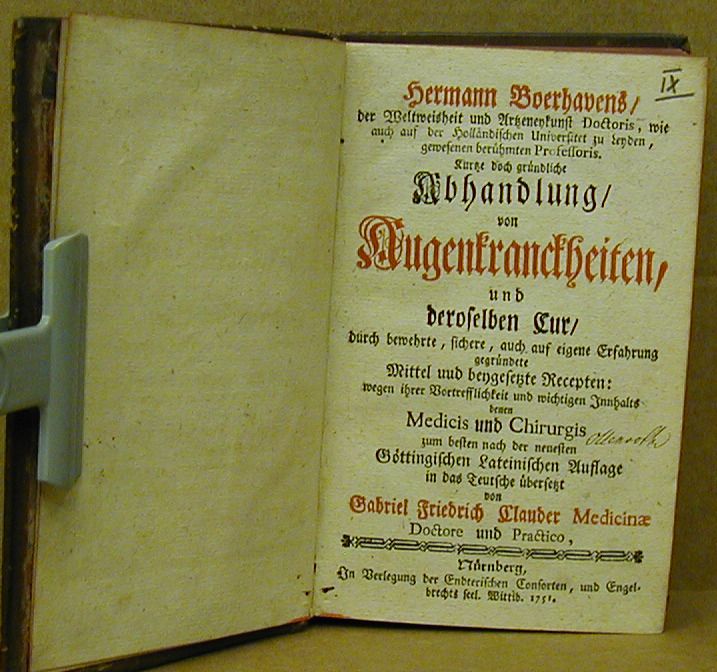 IX
Hermann Boerhavens/
der Weltweisheit und Artzeneykunst Doctoris, wie
auch auf der Holländischen Universitet zu Leyden,
gewesenen berühmten Professoris.
Kurtze doch gründliche
Abhandlung/
von
Augenkranckheiten,
und
deroselben Cur/
durch bewehrte, sichere, auch auf eigene Erfahrung
gegründete
Mittel uud beygesetzte Recepten:
wegen ihrer Vortrefflichkeit und wichtigen Innhalts
denen
Medicis und Chirurgis
zum besten nach der neuesten
Göttingischen Lateinischen Auflage
in das Teutsche übersetzt
von
Gabriel Friedrich Clauder Medicinæ
Doctore und Practico,
Nürnberg,
In Verlegung der Endterischen Consorten, und Engel-
brechts seel. Wittib. 1751.